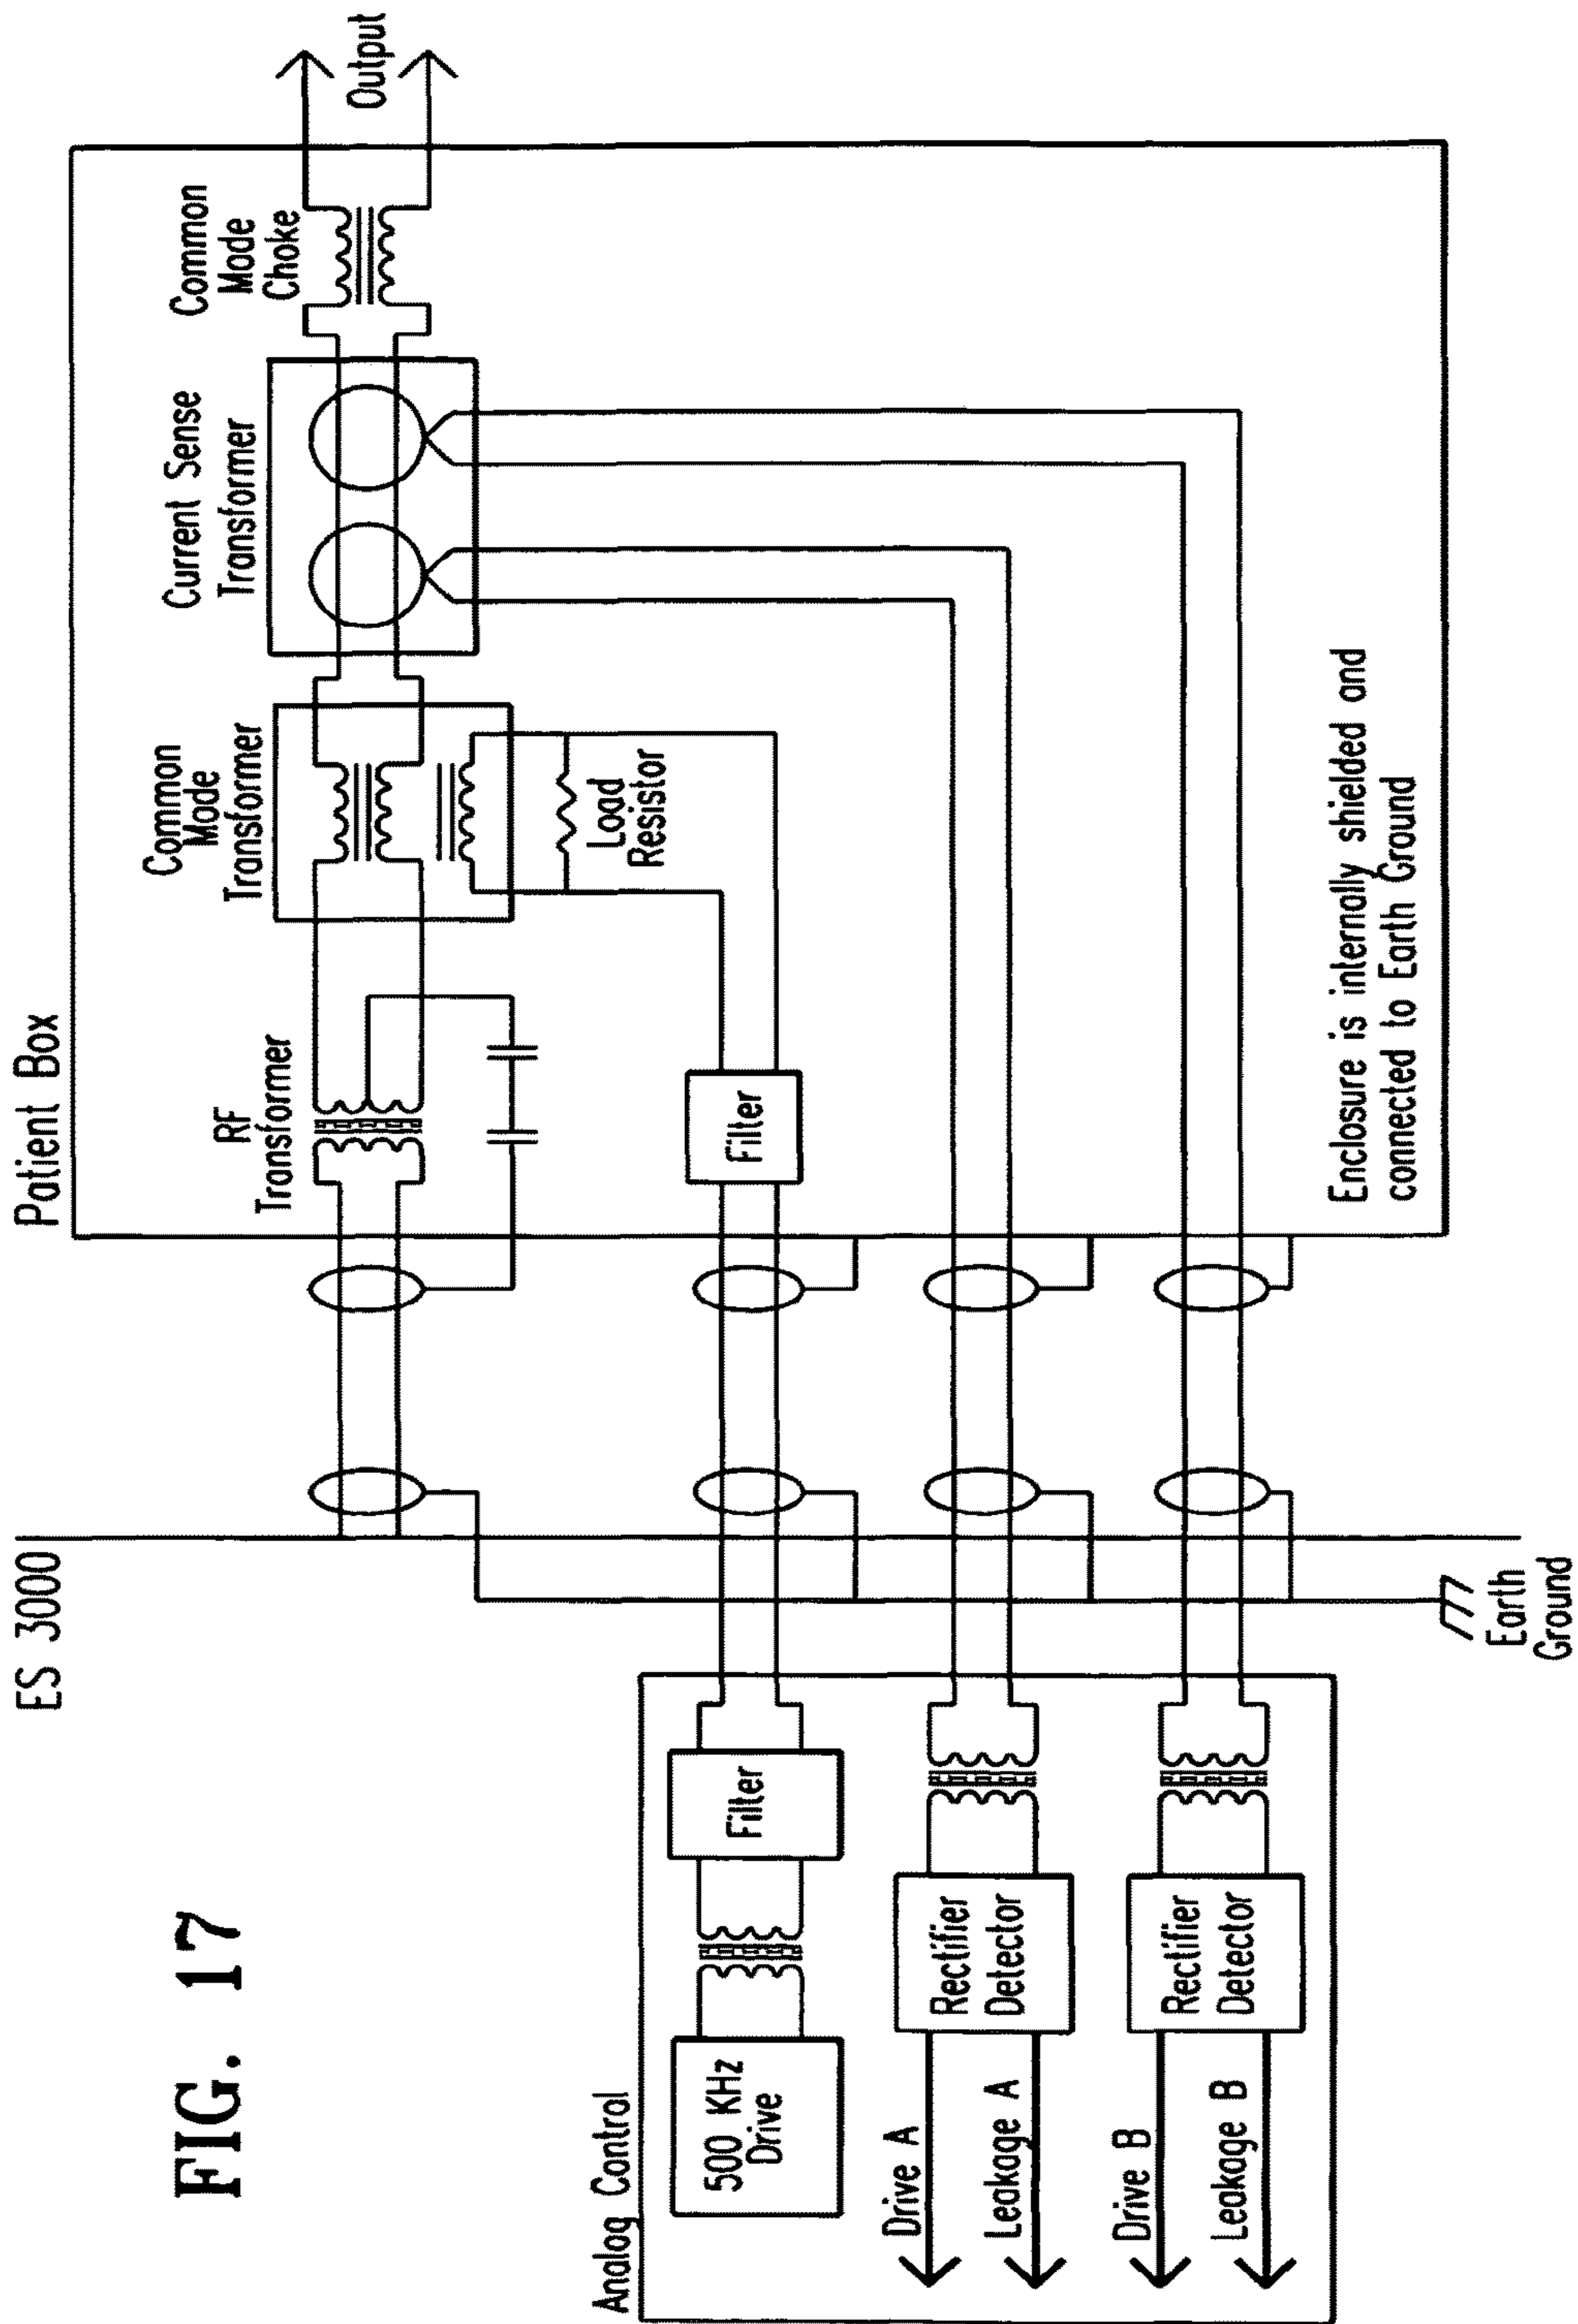 FIG. 17
ES 3000
Patient Box
RF
Transformer
Common
Mode
Transformer
Current Sense
Transformer
Common
Mode
Choke
Output
Load
Resistor
Filter
Analog Control
500 KHz
Drive
Filter
Drive A
Leakage A
Rectifier
Detector
Drive B
Leakage B
Rectifier
Detector
Earth
Ground
Enclosure is internally shielded and
connected to Earth Ground